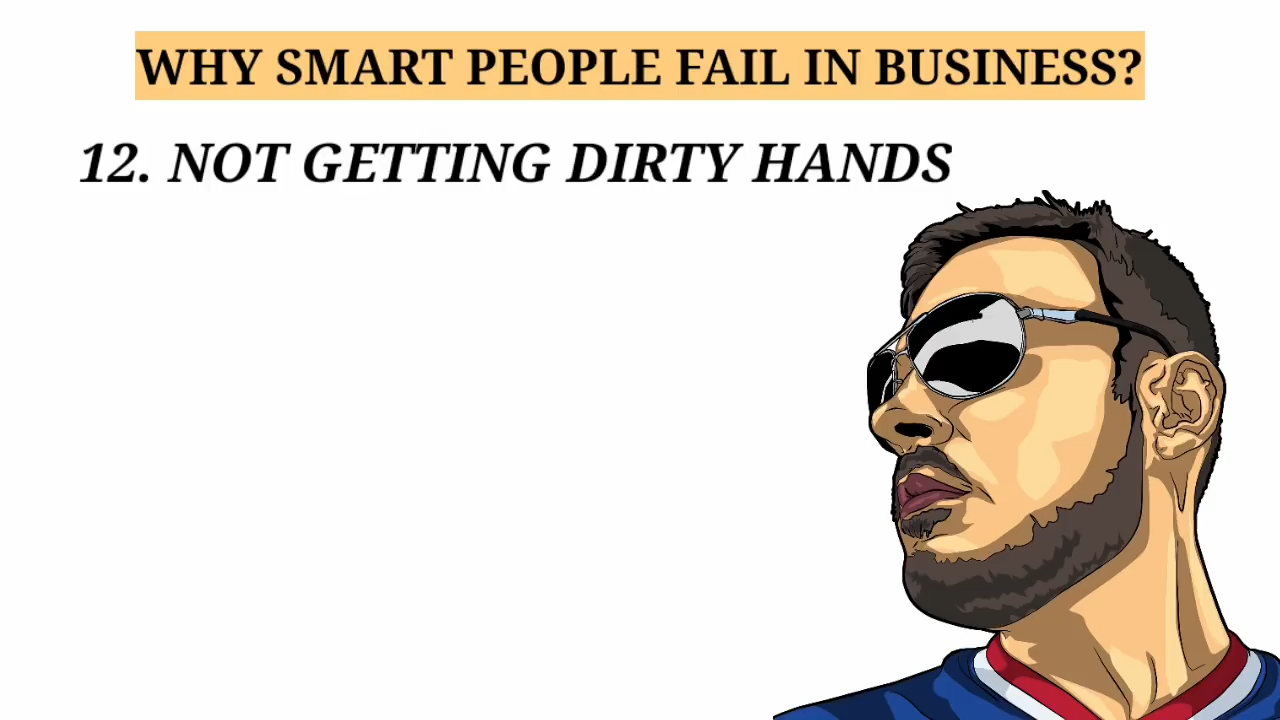 WHY SMART PEOPLE FAIL IN BUSINESS?
12. NOT GETTING DIRTY HANDS